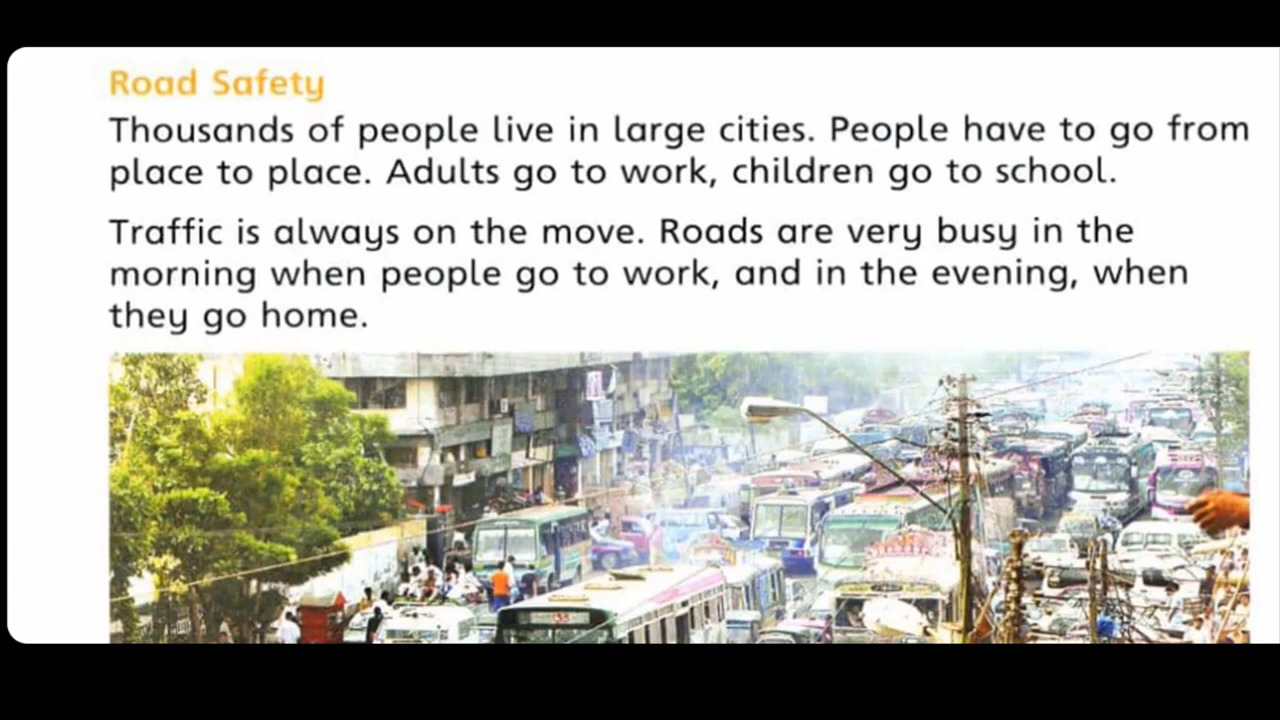 Road Safety
Thousands of people live in large cities. People have to go from
place to place. Adults go to work, children go to school.
Traffic is always on the move. Roads are very busy in the
morning when people go to work, and in the evening, when
they go home.